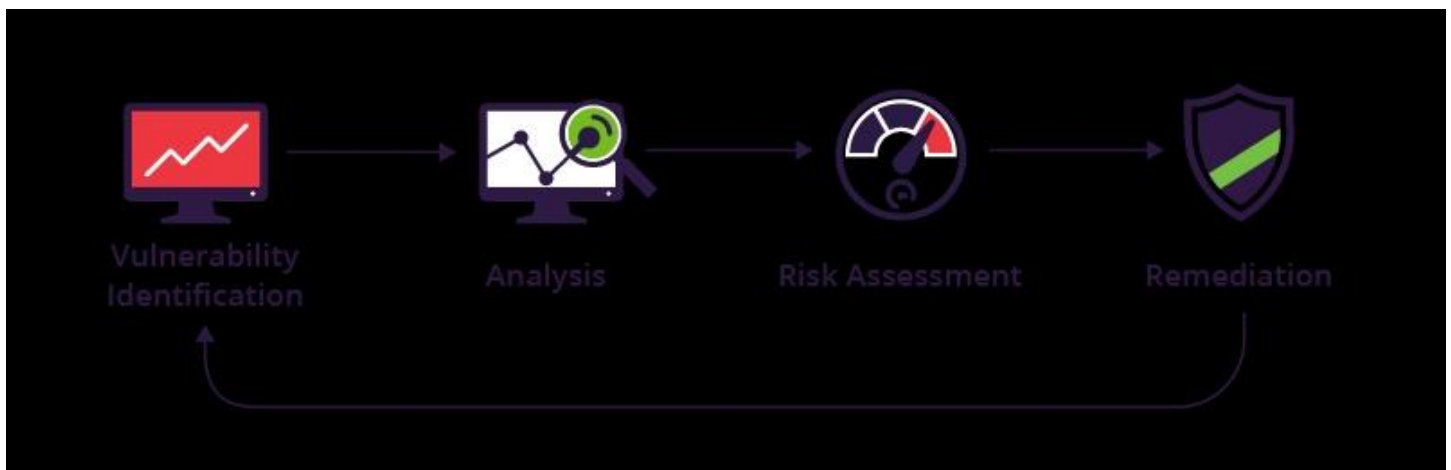 Vulnerability
Identification
Analysis
Risk Assessment
Remediation